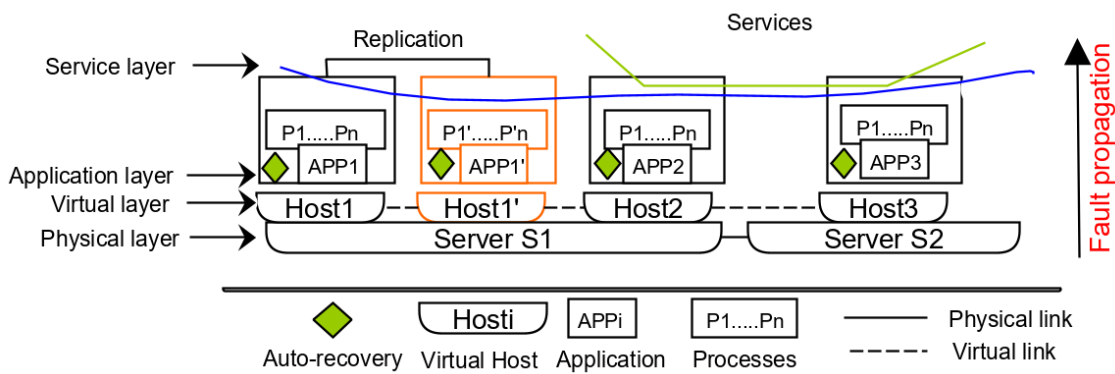 Services
Replication
Service layer
P1.....Pn
P1'.....P'n
P1.....Pn
P1.....Pn
APP1
APP1'
APP2
APP3
Application layer
Virtual layer
Host1
Host1'
Host2
Host3
Physical layer
Server S1
Server S2
Fault propagation
Hosti
APPi
P1.....Pn
Physical link
Virtual link
Auto-recovery
Virtual Host
Application
Processes